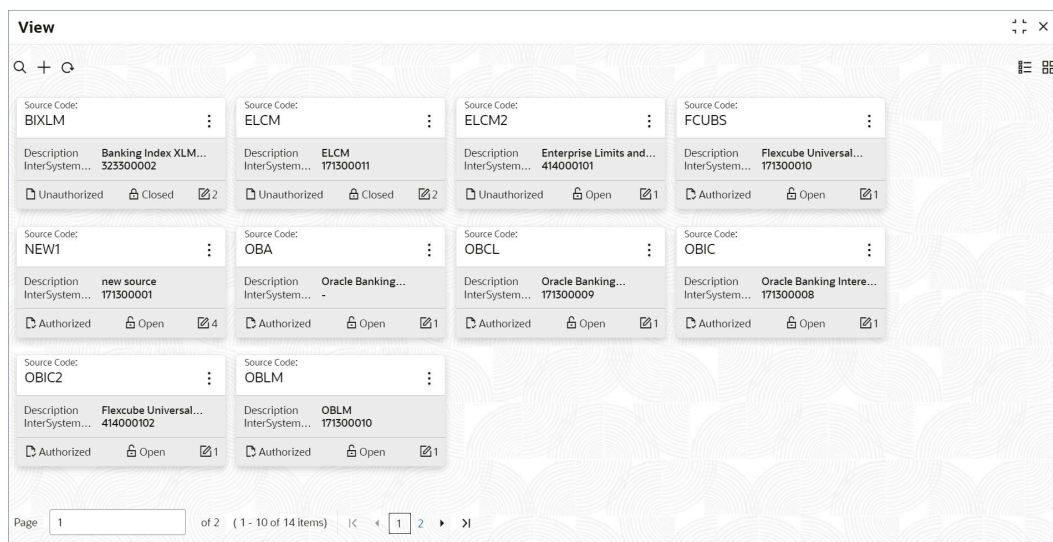 View
Source Code:
BIXLM
Description Banking Index XLM...
InterSystem... 323300002
Unauthorized Closed 2
Source Code:
ELCM
Description ELCM
InterSystem... 171300011
Unauthorized Closed 2
Source Code:
ELCM2
Description Enterprise Limits and...
InterSystem... 414000101
Unauthorized Open 1
Source Code:
FCUBS
Description Flexcube Universal...
InterSystem... 171300010
Authorized Open 1
Source Code:
NEW1
Description new source
InterSystem... 171300001
Authorized Open 4
Source Code:
OBA
Description Oracle Banking...
InterSystem... -
Authorized Open 1
Source Code:
OBCL
Description Oracle Banking...
InterSystem... 171300009
Authorized Open 1
Source Code:
OBIC
Description Oracle Banking Intere...
InterSystem... 171300008
Authorized Open 1
Source Code:
OBIC2
Description Flexcube Universal...
InterSystem... 414000102
Authorized Open 1
Source Code:
OBLM
Description OBLM
InterSystem... 171300010
Authorized Open 1
Page 1 of 2 ( 1 - 10 of 14 items) 1 2